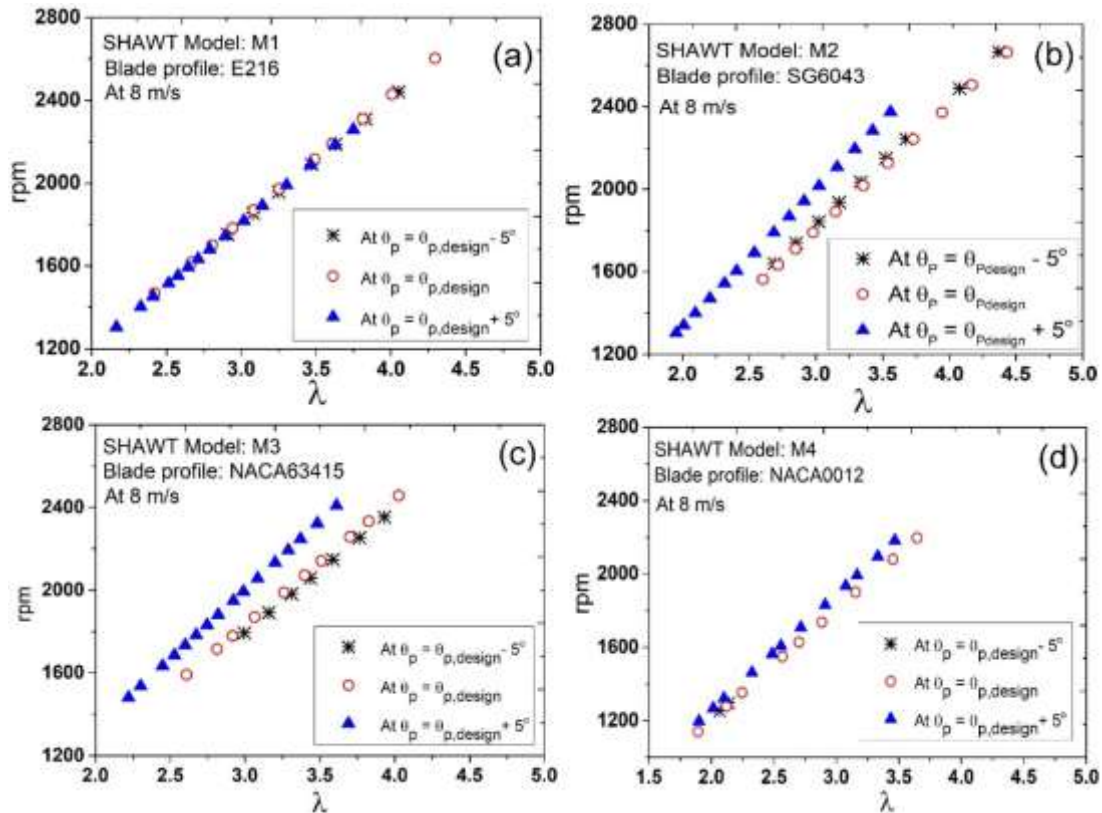 2800
2400
2000
1600
1200
rpm
SHAWT Model: M1
Blade profile: E216
At 8 m/s
(a)
At θp = θp,design - 5°
At θp = θp,design
At θp = θp,design + 5°
2.0 2.5 3.0 3.5 4.0 4.5 5.0
λ
2800
2400
2000
1600
1200
rpm
SHAWT Model: M2
Blade profile: SG6043
At 8 m/s
(b)
At θP = θPdesign - 5°
At θP = θPdesign
At θP = θPdesign + 5°
2.0 2.5 3.0 3.5 4.0 4.5 5.0
λ
2800
2400
2000
1600
1200
rpm
SHAWT Model: M3
Blade profile: NACA63415
At 8 m/s
(c)
At θp = θp,design - 5°
At θp = θp,design
At θp = θp,design + 5°
2.0 2.5 3.0 3.5 4.0 4.5 5.0
λ
2800
2400
2000
1600
1200
rpm
SHAWT Model: M4
Blade profile: NACA0012
At 8 m/s
(d)
At θp = θp,design - 5°
At θp = θp,design
At θp = θp,design + 5°
1.5 2.0 2.5 3.0 3.5 4.0 4.5 5.0
λ